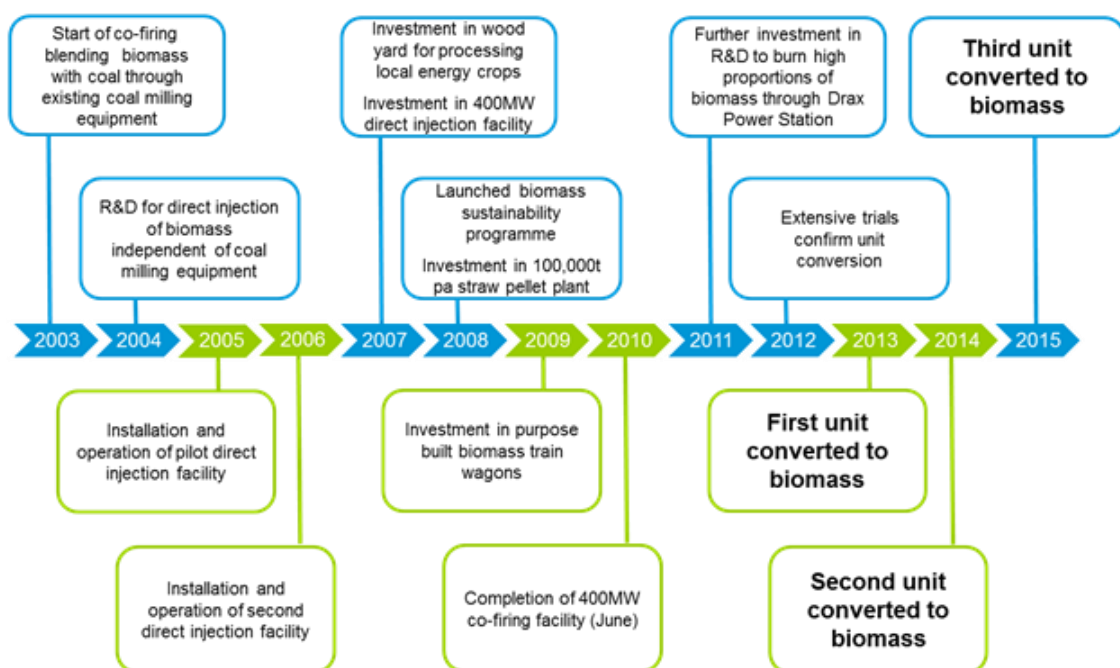 Start of co-firing
blending biomass
with coal through
existing coal milling
equipment
Investment in wood
yard for processing
local energy crops
Investment in 400MW
direct injection facility
Further investment in
R&D to burn high
proportions of
biomass through Drax
Power Station
Third unit
converted to
biomass
R&D for direct injection
of biomass
independent of coal
milling equipment
Launched biomass
sustainability
programme
Investment in 100,000t
pa straw pellet plant
Extensive trials
confirm unit
conversion
2003 2004 2005 2006 2007 2008 2009 2010 2011 2012 2013 2014 2015
Installation and
operation of pilot direct
injection facility
Investment in purpose
built biomass train
wagons
First unit
converted to
biomass
Installation and
operation of second
direct injection facility
Completion of 400MW
co-firing facility (June)
Second unit
converted to
biomass